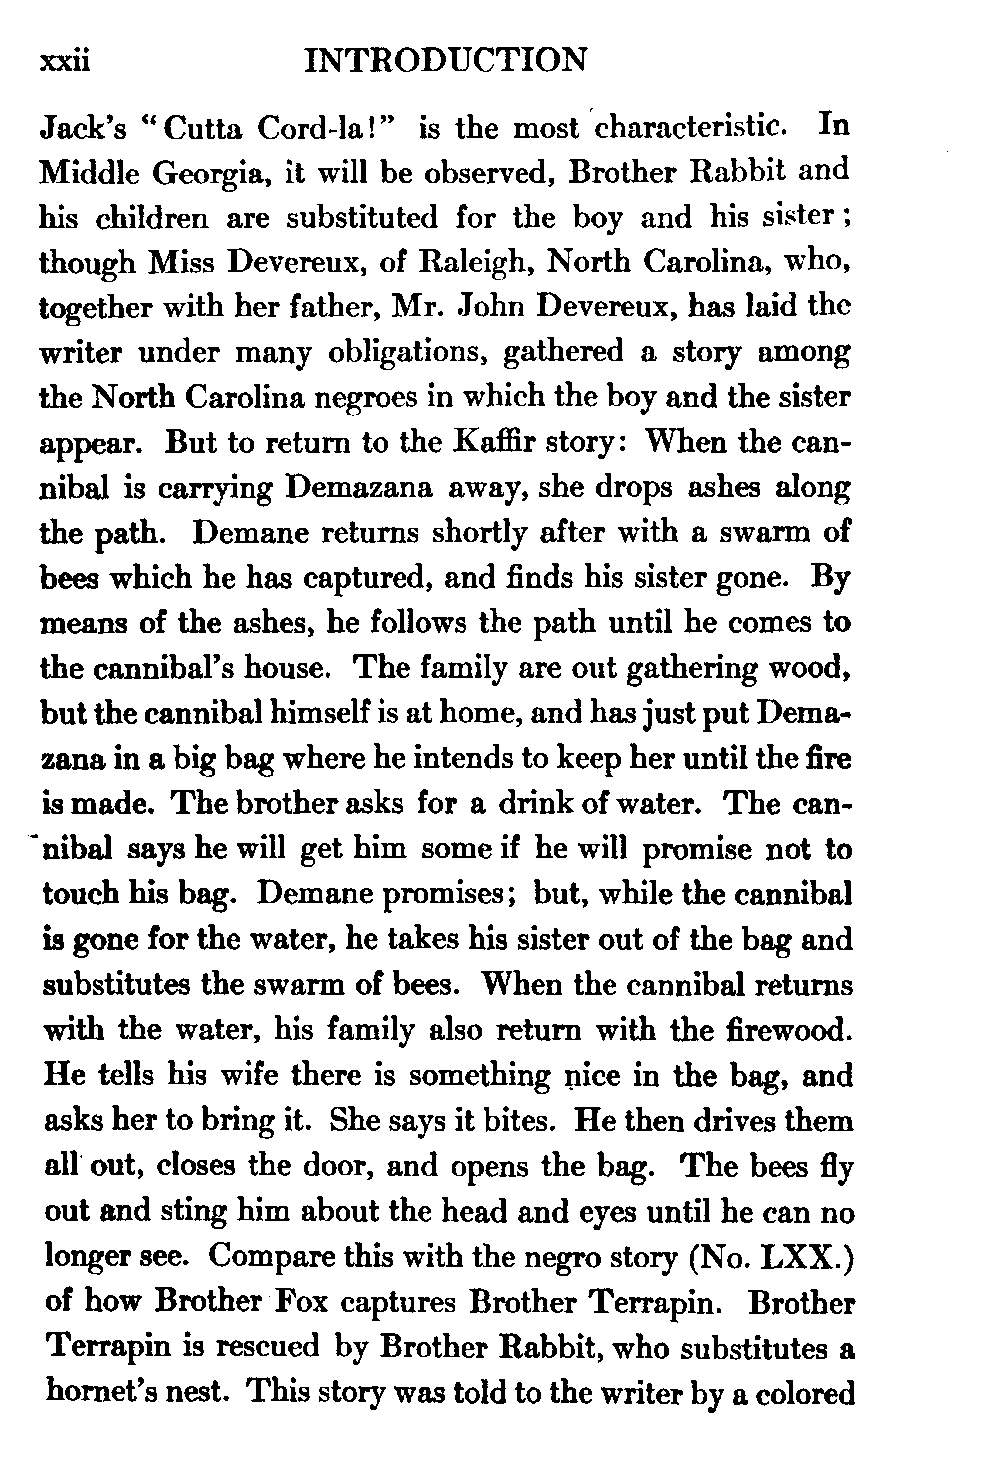 xxii INTRODUCTION
Jack's "Cutta Cord-la!" is the most characteristic. In
Middle Georgia, it will be observed, Brother Rabbit and
his children are substituted for the boy and his sister;
though Miss Devereux, of Raleigh, North Carolina, who,
together with her father, Mr. John Devereux, has laid the
writer under many obligations, gathered a story among
the North Carolina negroes in which the boy and the sister
appear. But to return to the Kaffir story: When the can-
nibal is carrying Demazana away, she drops ashes along
the path. Demane returns shortly after with a swarm of
bees which he has captured, and finds his sister gone. By
means of the ashes, he follows the path until he comes to
the cannibal's house. The family are out gathering wood,
but the cannibal himself is at home, and has just put Dema-
zana in a big bag where he intends to keep her until the fire
is made. The brother asks for a drink of water. The can-
nibal says he will get him some if he will promise not to
touch his bag. Demane promises; but, while the cannibal
is gone for the water, he takes his sister out of the bag and
substitutes the swarm of bees. When the cannibal returns
with the water, his family also return with the firewood.
He tells his wife there is something nice in the bag, and
asks her to bring it. She says it bites. He then drives them
all out, closes the door, and opens the bag. The bees fly
out and sting him about the head and eyes until he can no
longer see. Compare this with the negro story (No. LXX.)
of how Brother Fox captures Brother Terrapin. Brother
Terrapin is rescued by Brother Rabbit, who substitutes a
hornet's nest. This story was told to the writer by a colored